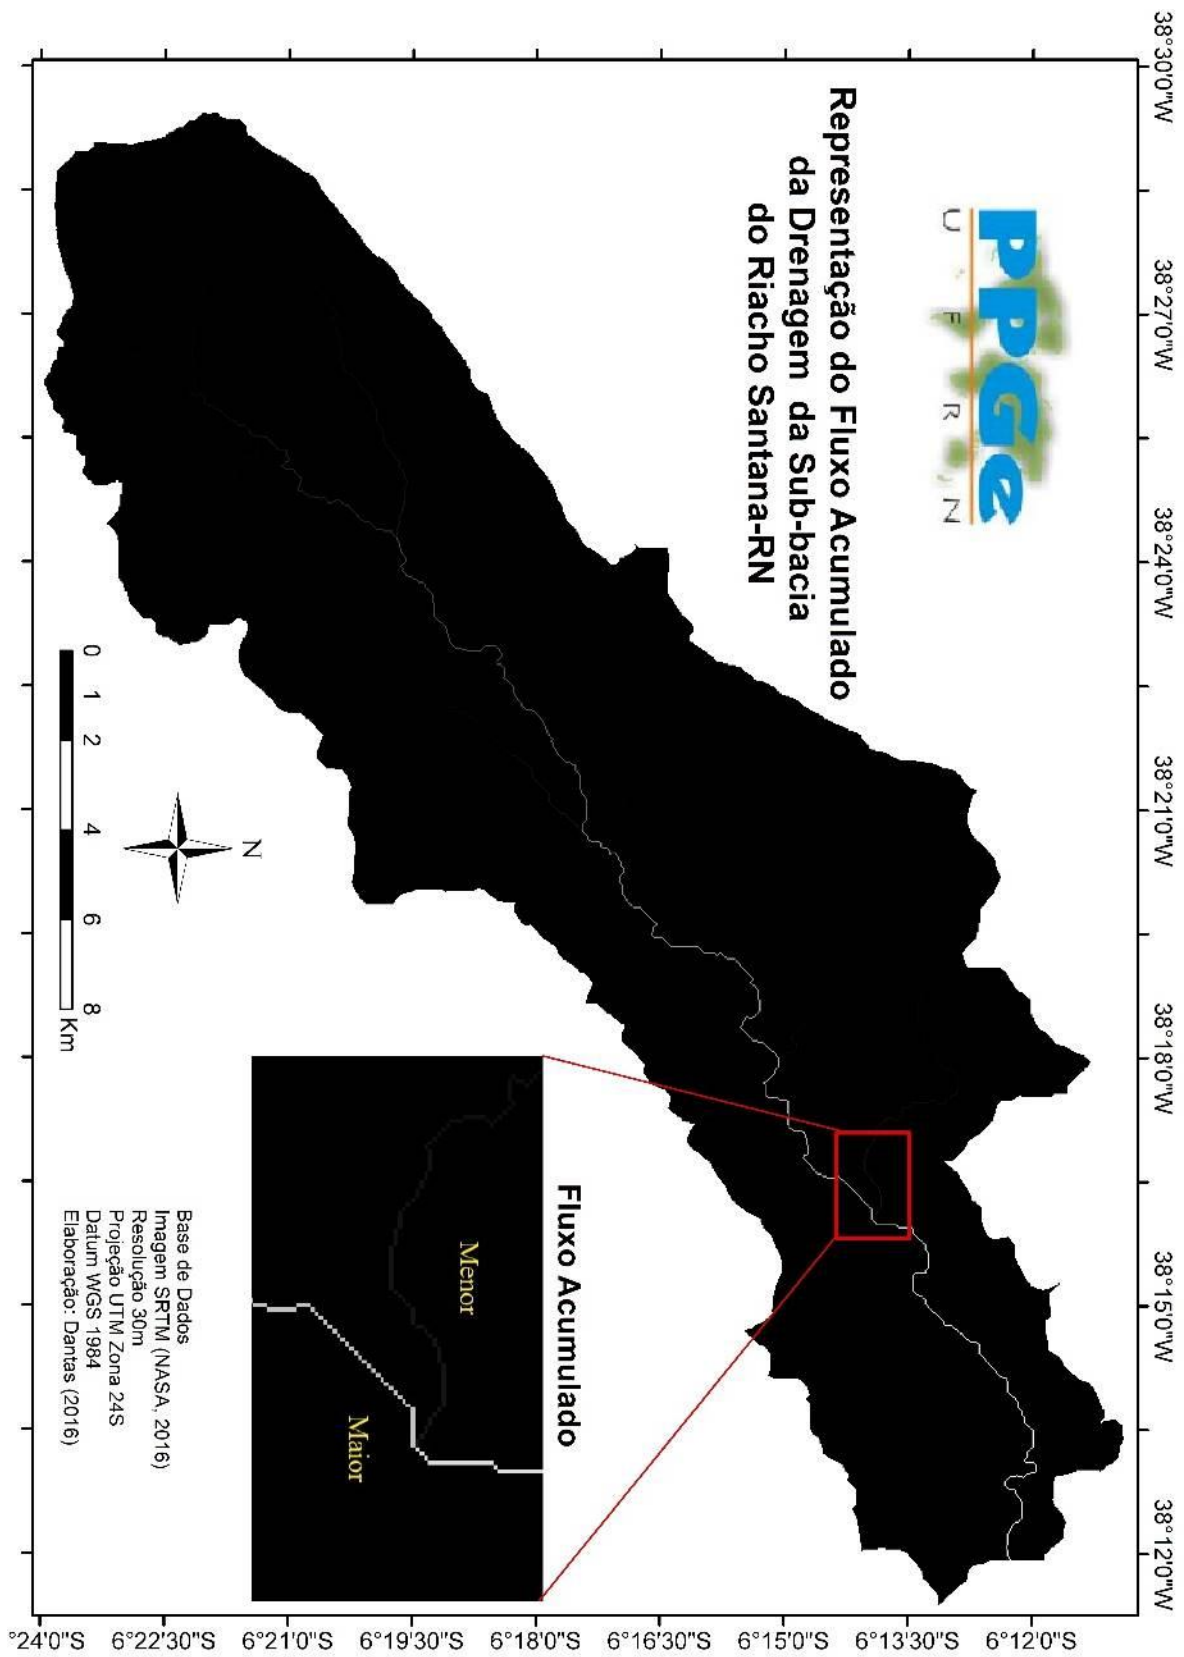 38°30'0"W
38°27'0"W
38°24'0"W
38°21'0"W
38°18'0"W
38°15'0"W
38°12'0"W
PPGe
U F R N
Representação do Fluxo Acumulado
da Drenagem da Sub-bacia
do Riacho Santana-RN
N
0 1 2 4 6 8
Km
Fluxo Acumulado
Menor
Maior
Base de Dados
Imagem SRTM (NASA, 2016)
Resolução 30m
Projeção UTM Zona 24S
Datum WGS 1984
Elaboração: Dantas (2016)
6°12'0"S
6°13'30"S
6°15'0"S
6°16'30"S
6°18'0"S
6°19'30"S
6°21'0"S
6°22'30"S
°24'0"S